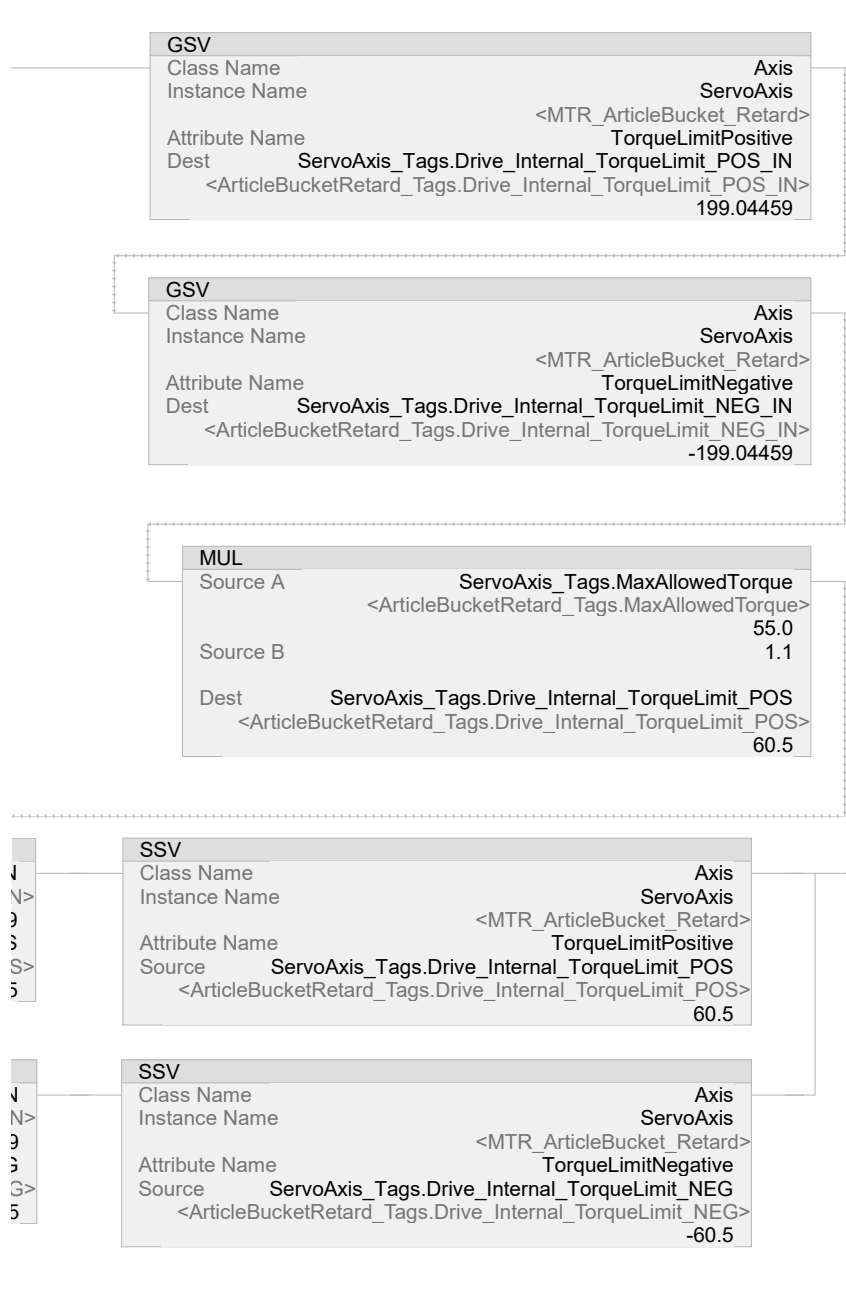 GSV
Class Name Axis
Instance Name ServoAxis
<MTR_ArticleBucket_Retard>
Attribute Name TorqueLimitPositive
Dest ServoAxis_Tags.Drive_Internal_TorqueLimit_POS_IN
<ArticleBucketRetard_Tags.Drive_Internal_TorqueLimit_POS_IN>
199.04459
GSV
Class Name Axis
Instance Name ServoAxis
<MTR_ArticleBucket_Retard>
Attribute Name TorqueLimitNegative
Dest ServoAxis_Tags.Drive_Internal_TorqueLimit_NEG_IN
<ArticleBucketRetard_Tags.Drive_Internal_TorqueLimit_NEG_IN>
-199.04459
MUL
Source A ServoAxis_Tags.MaxAllowedTorque
<ArticleBucketRetard_Tags.MaxAllowedTorque>
55.0
Source B 1.1
Dest ServoAxis_Tags.Drive_Internal_TorqueLimit_POS
<ArticleBucketRetard_Tags.Drive_Internal_TorqueLimit_POS>
60.5
SSV
Class Name Axis
N> Instance Name ServoAxis
<MTR_ArticleBucket_Retard>
Attribute Name TorqueLimitPositive
S> Source ServoAxis_Tags.Drive_Internal_TorqueLimit_POS
<ArticleBucketRetard_Tags.Drive_Internal_TorqueLimit_POS>
60.5
SSV
Class Name Axis
N> Instance Name ServoAxis
9 <MTR_ArticleBucket_Retard>
Attribute Name TorqueLimitNegative
G> Source ServoAxis_Tags.Drive_Internal_TorqueLimit_NEG
5 <ArticleBucketRetard_Tags.Drive_Internal_TorqueLimit_NEG>
-60.5